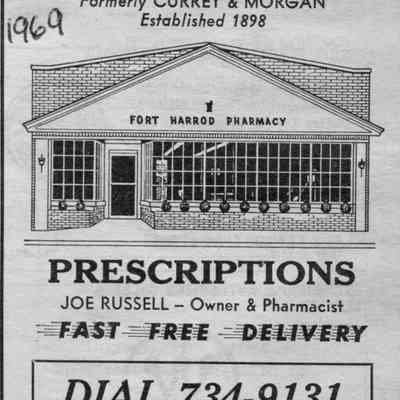 Formerly CURREY & MORGAN
1969
Established 1898
FORT HARROD PHARMACY
PRESCRIPTIONS
JOE RUSSELL – Owner & Pharmacist
FAST FREE DELIVERY
DIAL 734-9131